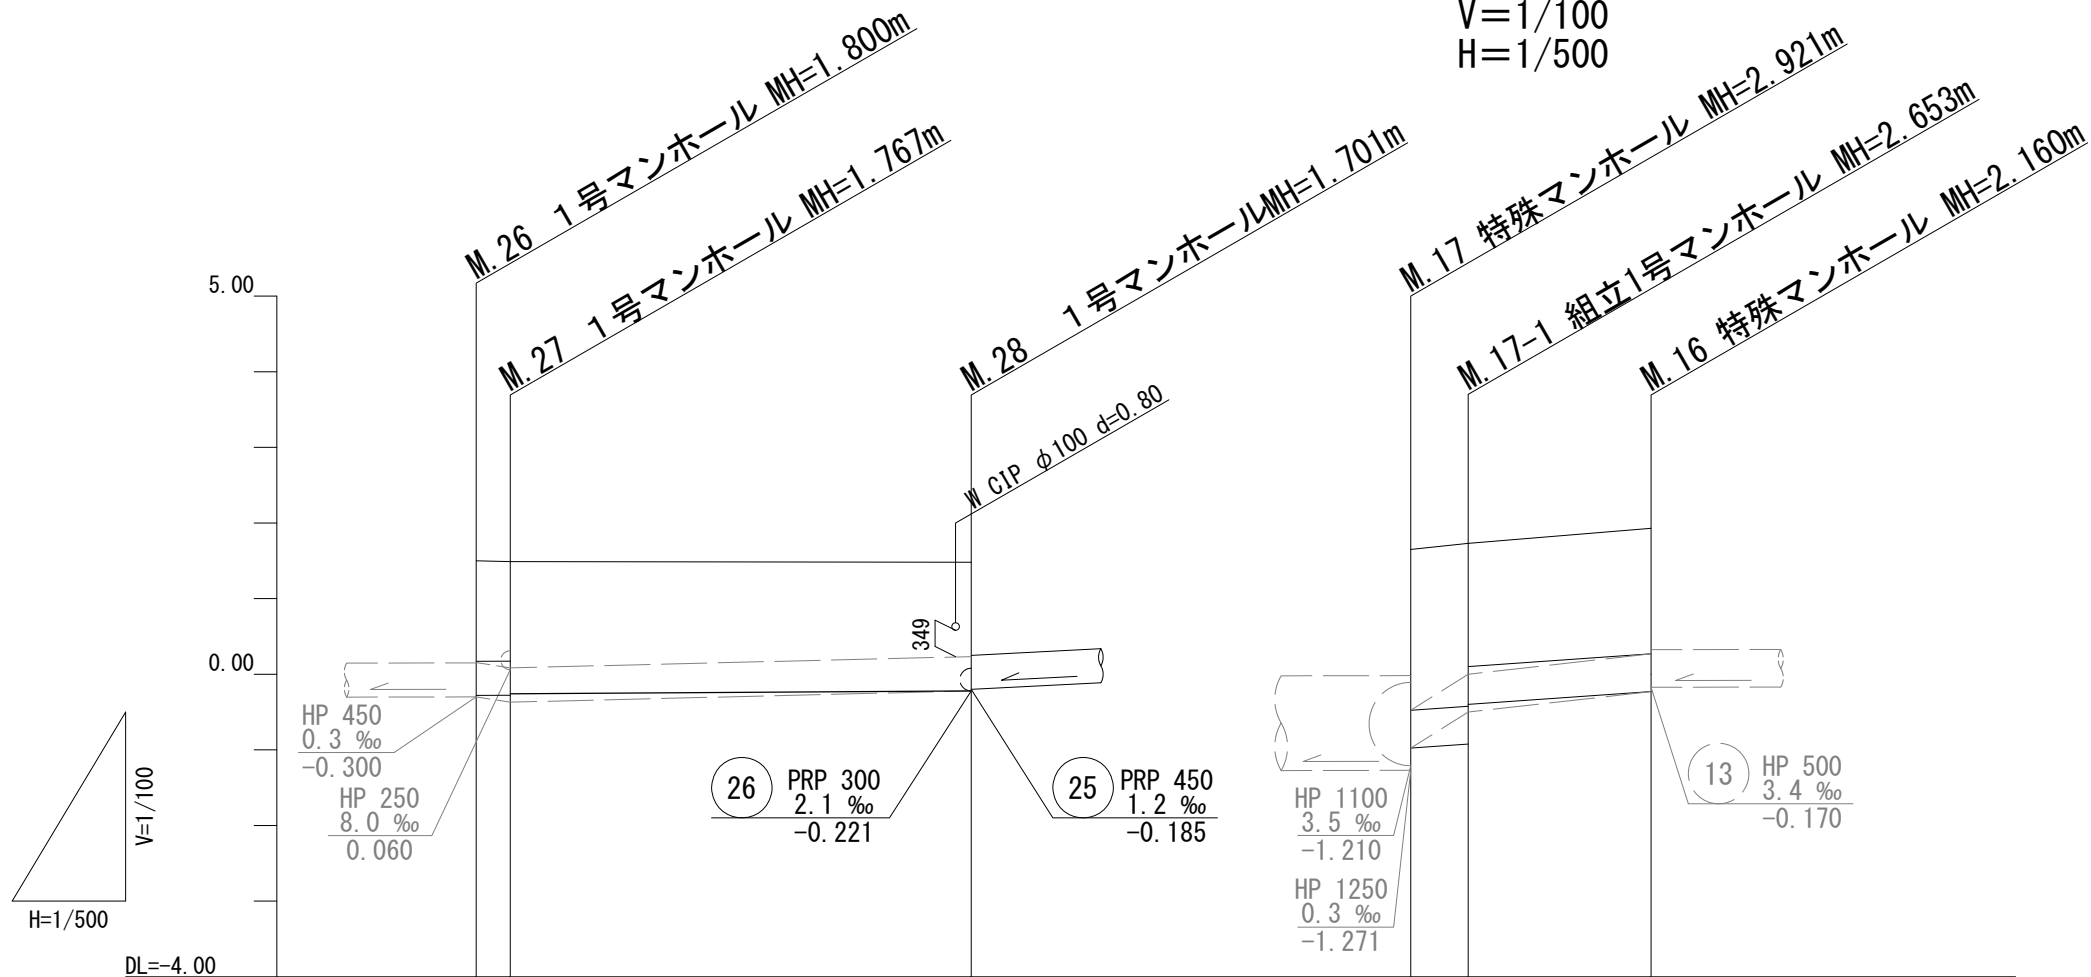 V=1/100
H=1/500
M.26 1号マンホール MH=1.800m
M.27 1号マンホール MH=1.767m
M.28 1号マンホールMH=1.701m
M.17 特殊マンホール MH=2.921m
M.17-1 組立1号マンホール MH=2.653m
M.16 特殊マンホール MH=2.160m
W CIP φ100 d=0.80
5.00
349
0.00
HP 450
0.3 ‰
-0.300
HP 250
8.0 ‰
0.060
26
PRP 300
2.1 ‰
-0.221
25
PRP 450
1.2 ‰
-0.185
HP 1100
3.5 ‰
-1.210
HP 1250
0.3 ‰
-1.271
13
HP 500
3.4 ‰
-0.170
V=1/100
H=1/500
DL=-4.00